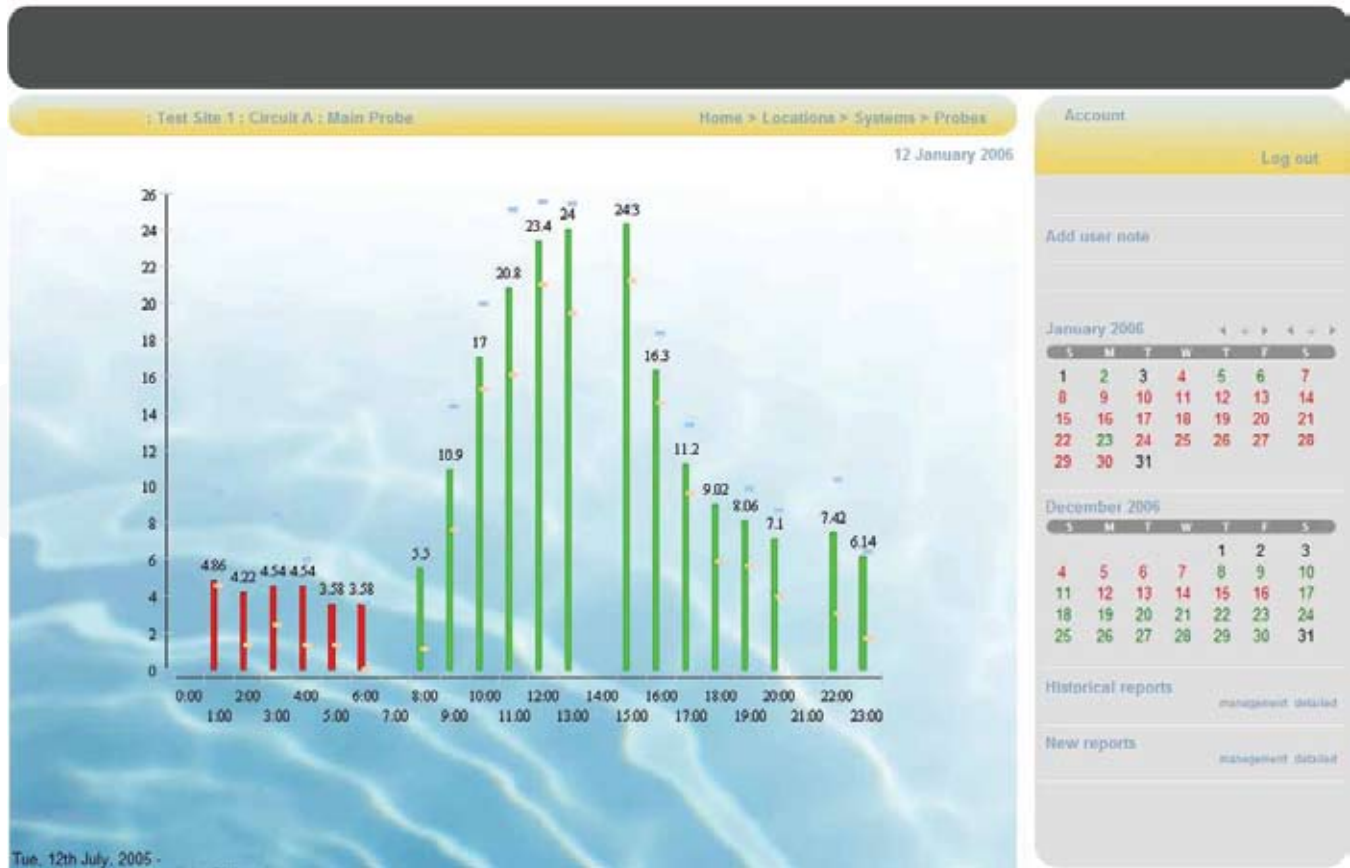 : Test Site 1 : Circuit A : Main Probe
Home > Locations > Systems > Probes
12 January 2006
26
24
22
20
18
16
14
12
10
8
6
4
2
0
4.86
4.22
4.54
4.54
3.58
3.58
5.5
10.9
17
20.8
23.4
24
24.3
16.3
11.2
9.02
8.06
7.1
7.42
6.14
0:00 2:00 4:00 6:00 8:00 10:00 12:00 14:00 16:00 18:00 20:00 22:00
1:00 3:00 5:00 7:00 9:00 11:00 13:00 15:00 17:00 19:00 21:00 23:00
Tue, 12th July, 2005 -
Account
Log out
Add user note
January 2006
S M T W T F S
1 2 3 4 5 6 7
8 9 10 11 12 13 14
15 16 17 18 19 20 21
22 23 24 25 26 27 28
29 30 31
December 2006
S M T W T F S
1 2 3
4 5 6 7 8 9 10
11 12 13 14 15 16 17
18 19 20 21 22 23 24
25 26 27 28 29 30 31
Historical reports
management detailed
New reports
management detailed